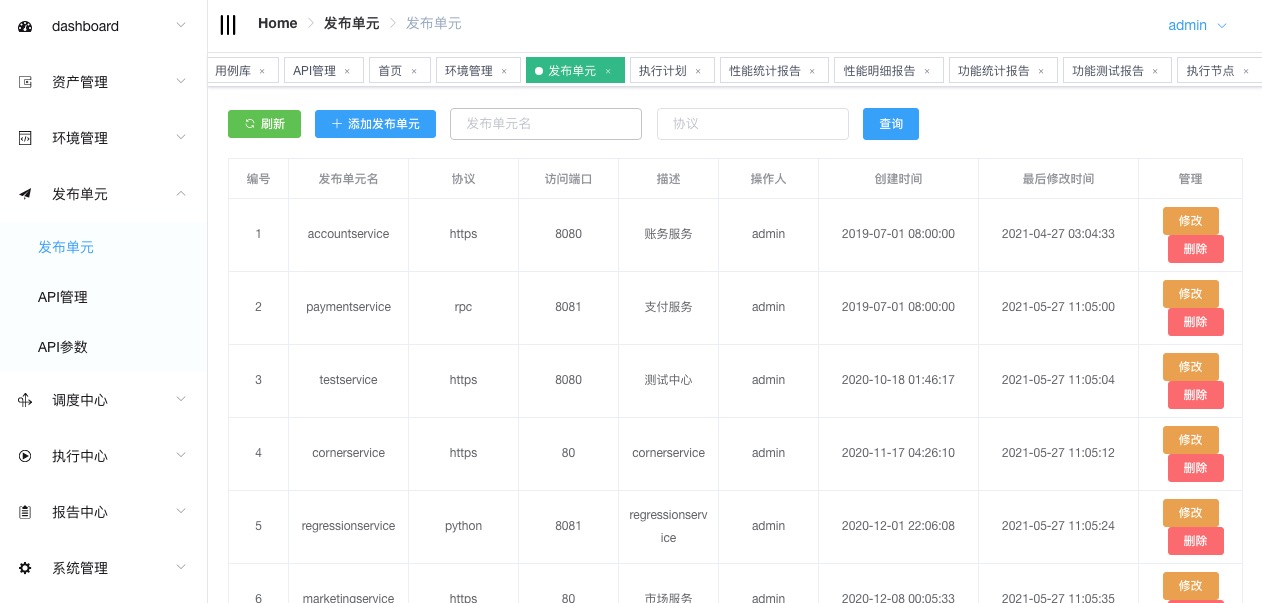 dashboard
资产管理
环境管理
发布单元
发布单元
API管理
API参数
调度中心
执行中心
报告中心
系统管理
Home 发布单元 发布单元
admin
用例库 × API管理 × 首页 × 环境管理 × 发布单元 × 执行计划 × 性能统计报告 × 性能明细报告 × 功能统计报告 × 功能测试报告 × 执行节点 ×
刷新 添加发布单元 发布单元名 协议 查询
编号 发布单元名 协议 访问端口 描述 操作人 创建时间 最后修改时间 管理
1 accountservice https 8080 账务服务 admin 2019-07-01 08:00:00 2021-04-27 03:04:33 修改
删除
2 paymentservice rpc 8081 支付服务 admin 2019-07-01 08:00:00 2021-05-27 11:05:00 修改
删除
3 testservice https 8080 测试中心 admin 2020-10-18 01:46:17 2021-05-27 11:05:04 修改
删除
4 cornerservice https 80 cornerservice admin 2020-11-17 04:26:10 2021-05-27 11:05:12 修改
删除
5 regressionservice python 8081 regressionserv admin 2020-12-01 22:06:08 2021-05-27 11:05:24 修改
ice
删除
6 marketingservice https 80 市场服务 admin 2020-12-08 00:05:33 2021-05-27 11:05:35 修改